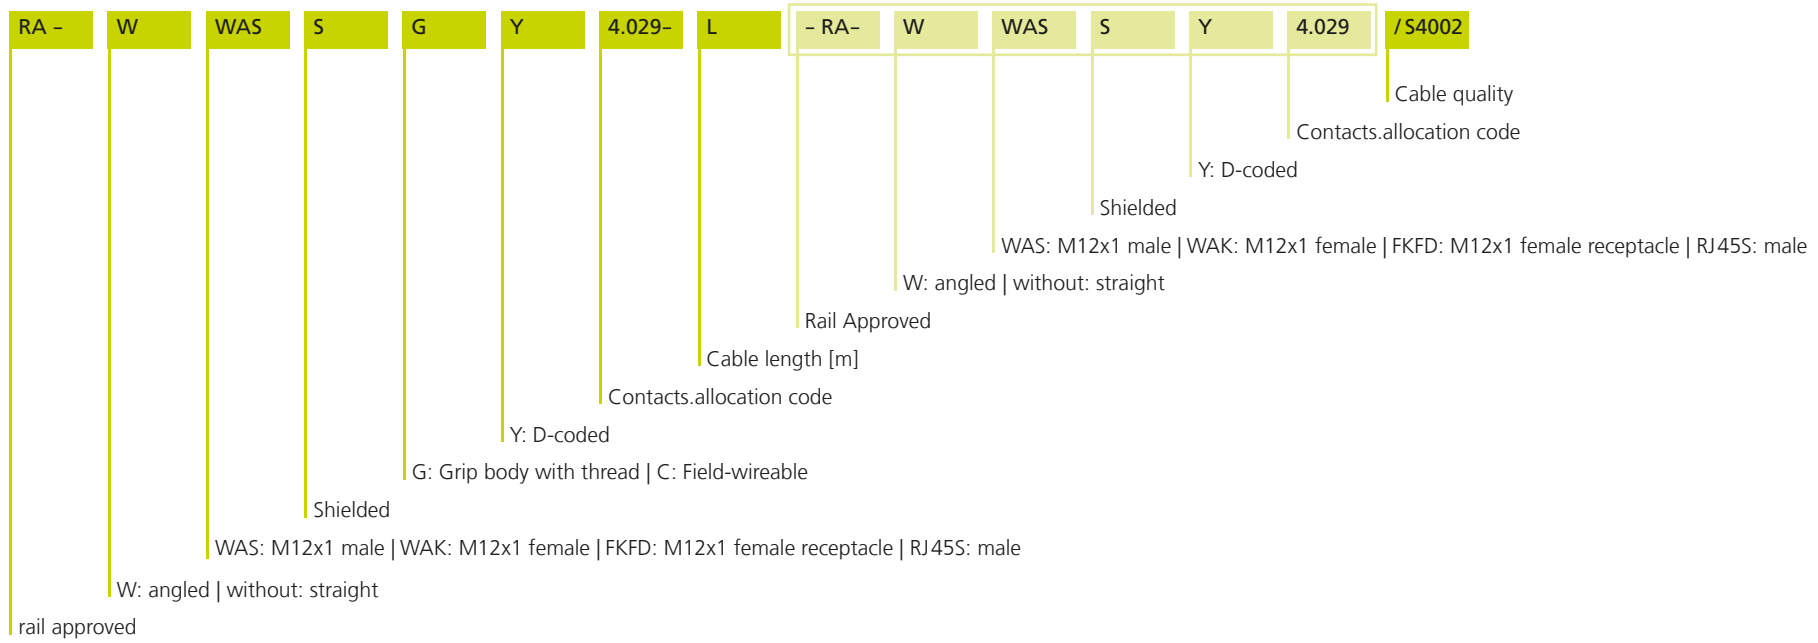 RA – W WAS S G Y 4.029– L – RA– W WAS S Y 4.029 / S4002
Cable quality
Contacts.allocation code
Y: D-coded
Shielded
WAS: M12x1 male | WAK: M12x1 female | FKFD: M12x1 female receptacle | RJ45S: male
W: angled | without: straight
Rail Approved
Cable length [m]
Contacts.allocation code
Y: D-coded
G: Grip body with thread | C: Field-wireable
Shielded
WAS: M12x1 male | WAK: M12x1 female | FKFD: M12x1 female receptacle | RJ45S: male
W: angled | without: straight
rail approved